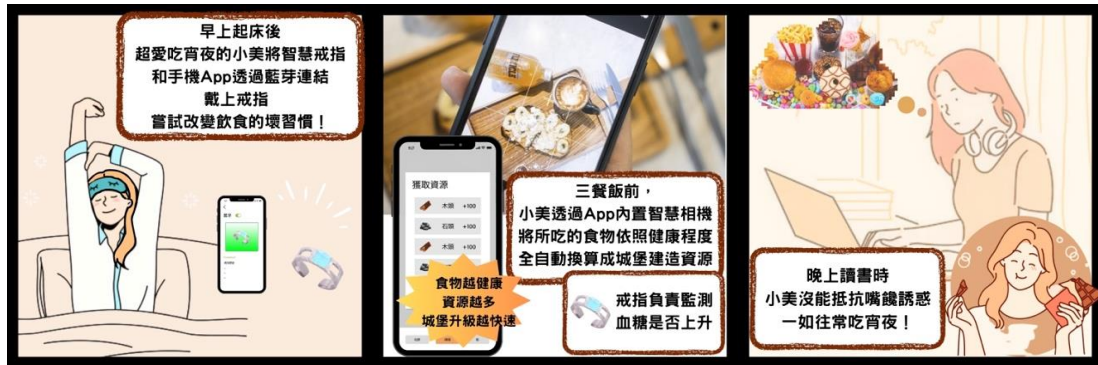 早上起床後
超愛吃宵夜的小美將智慧戒指
和手機App透過藍芽連結
戴上戒指
嘗試改變飲食的壞習慣！
獲取資源
木頭 +100
石頭 +100
木頭 +100
食物越健康
資源越多
城堡升級越快速
三餐飯前，
小美透過App內置智慧相機
將所吃的食物依照健康程度
全自動換算成城堡建造資源
戒指負責監測
血糖是否上升
晚上讀書時
小美沒能抵抗嘴饞誘惑
一如往常吃宵夜！